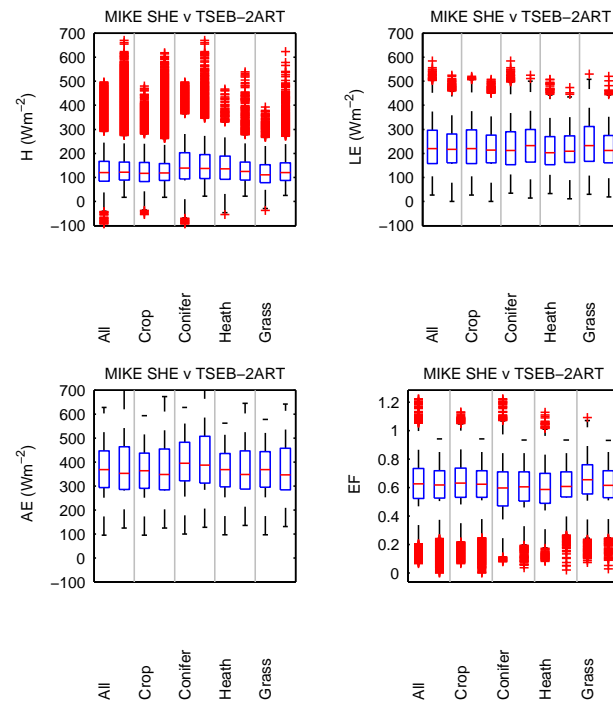 MIKE SHE v TSEB−2ART
H (Wm−2)
700
600
500
400
300
200
100
0
−100
All
Crop
Conifer
Heath
Grass
MIKE SHE v TSEB−2ART
LE (Wm−2)
700
600
500
400
300
200
100
0
−100
All
Crop
Conifer
Heath
Grass
MIKE SHE v TSEB−2ART
AE (Wm−2)
700
600
500
400
300
200
100
0
−100
All
Crop
Conifer
Heath
Grass
MIKE SHE v TSEB−2ART
EF
1.2
1
0.8
0.6
0.4
0.2
0
All
Crop
Conifer
Heath
Grass